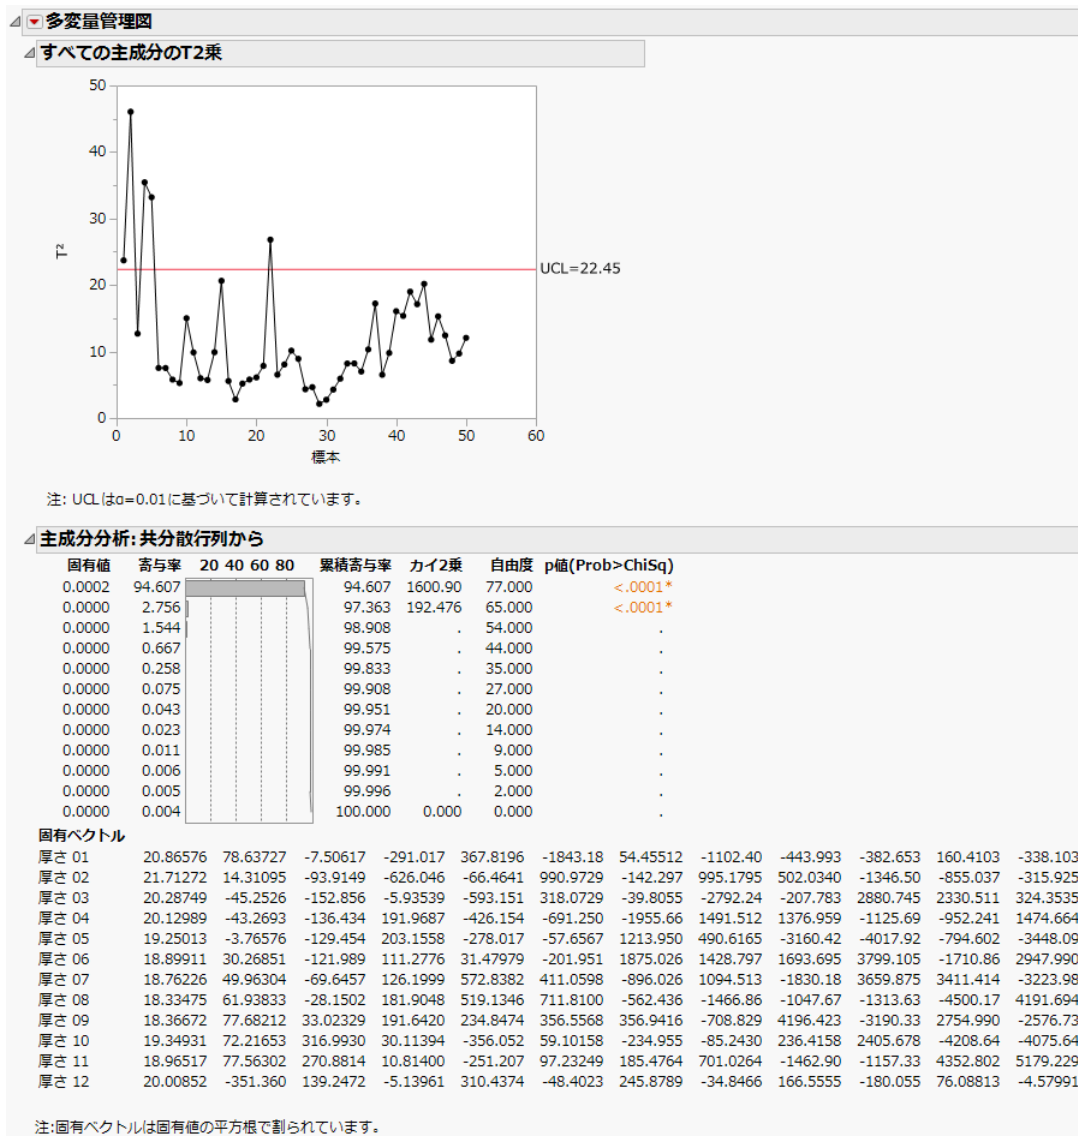 多変量管理図
すべての主成分のT2乗
50
40
30
20
10
0
T²
UCL=22.45
0 10 20 30 40 50 60
標本
注: UCLはα=0.01に基づいて計算されています。
主成分分析: 共分散行列から
固有値 寄与率 20 40 60 80 累積寄与率 カイ2乗 自由度 p値(Prob>ChiSq)
0.0002 94.607 94.607 1600.90 77.000 <.0001*
0.0000 2.756 97.363 192.476 65.000 <.0001*
0.0000 1.544 98.908 . 54.000 .
0.0000 0.667 99.575 . 44.000 .
0.0000 0.258 99.833 . 35.000 .
0.0000 0.075 99.908 . 27.000 .
0.0000 0.043 99.951 . 20.000 .
0.0000 0.023 99.974 . 14.000 .
0.0000 0.011 99.985 . 9.000 .
0.0000 0.006 99.991 . 5.000 .
0.0000 0.005 99.996 . 2.000 .
0.0000 0.004 100.000 0.000 0.000 .
固有ベクトル
厚さ 01 20.86576 78.63727 -7.50617 -291.017 367.8196 -1843.18 54.45512 -1102.40 -443.993 -382.653 160.4103 -338.103
厚さ 02 21.71272 14.31095 -93.9149 -626.046 -66.4641 990.9729 -142.297 995.1795 502.0340 -1346.50 -855.037 -315.925
厚さ 03 20.28749 -45.2526 -152.856 -5.93539 -593.151 318.0729 -39.8055 -2792.24 -207.783 2880.745 2330.511 324.3535
厚さ 04 20.12989 -43.2693 -136.434 191.9687 -426.154 -691.250 -1955.66 1491.512 1376.959 -1125.69 -952.241 1474.664
厚さ 05 19.25013 -3.76576 -129.454 203.1558 -278.017 -57.6567 1213.950 490.6165 -3160.42 -4017.92 -794.602 -3448.09
厚さ 06 18.89911 30.26851 -121.989 111.2776 31.47979 -201.951 1875.026 1428.797 1693.695 3799.105 -1710.86 2947.990
厚さ 07 18.76226 49.96304 -69.6457 126.1999 572.8382 411.0598 -896.026 1094.513 -1830.18 3659.875 3411.414 -3223.98
厚さ 08 18.33475 61.93833 -28.1502 181.9048 519.1346 711.8100 -562.436 -1466.86 -1047.67 -1313.63 -4500.17 4191.694
厚さ 09 18.36672 77.68212 33.02329 191.6420 234.8474 356.5568 356.9416 -708.829 4196.423 -3190.33 2754.990 -2576.73
厚さ 10 19.34931 72.21653 316.9930 30.11394 -356.052 59.10158 -234.955 -85.2430 236.4158 2405.678 -4208.64 -4075.64
厚さ 11 18.96517 77.56302 270.8814 10.81400 -251.207 97.23249 185.4764 701.0264 -1462.90 -1157.33 4352.802 5179.229
厚さ 12 20.00852 -351.360 139.2472 -5.13961 310.4374 -48.4023 245.8789 -34.8466 166.5555 -180.055 76.08813 -4.57991
注:固有ベクトルは固有値の平方根で割られています。